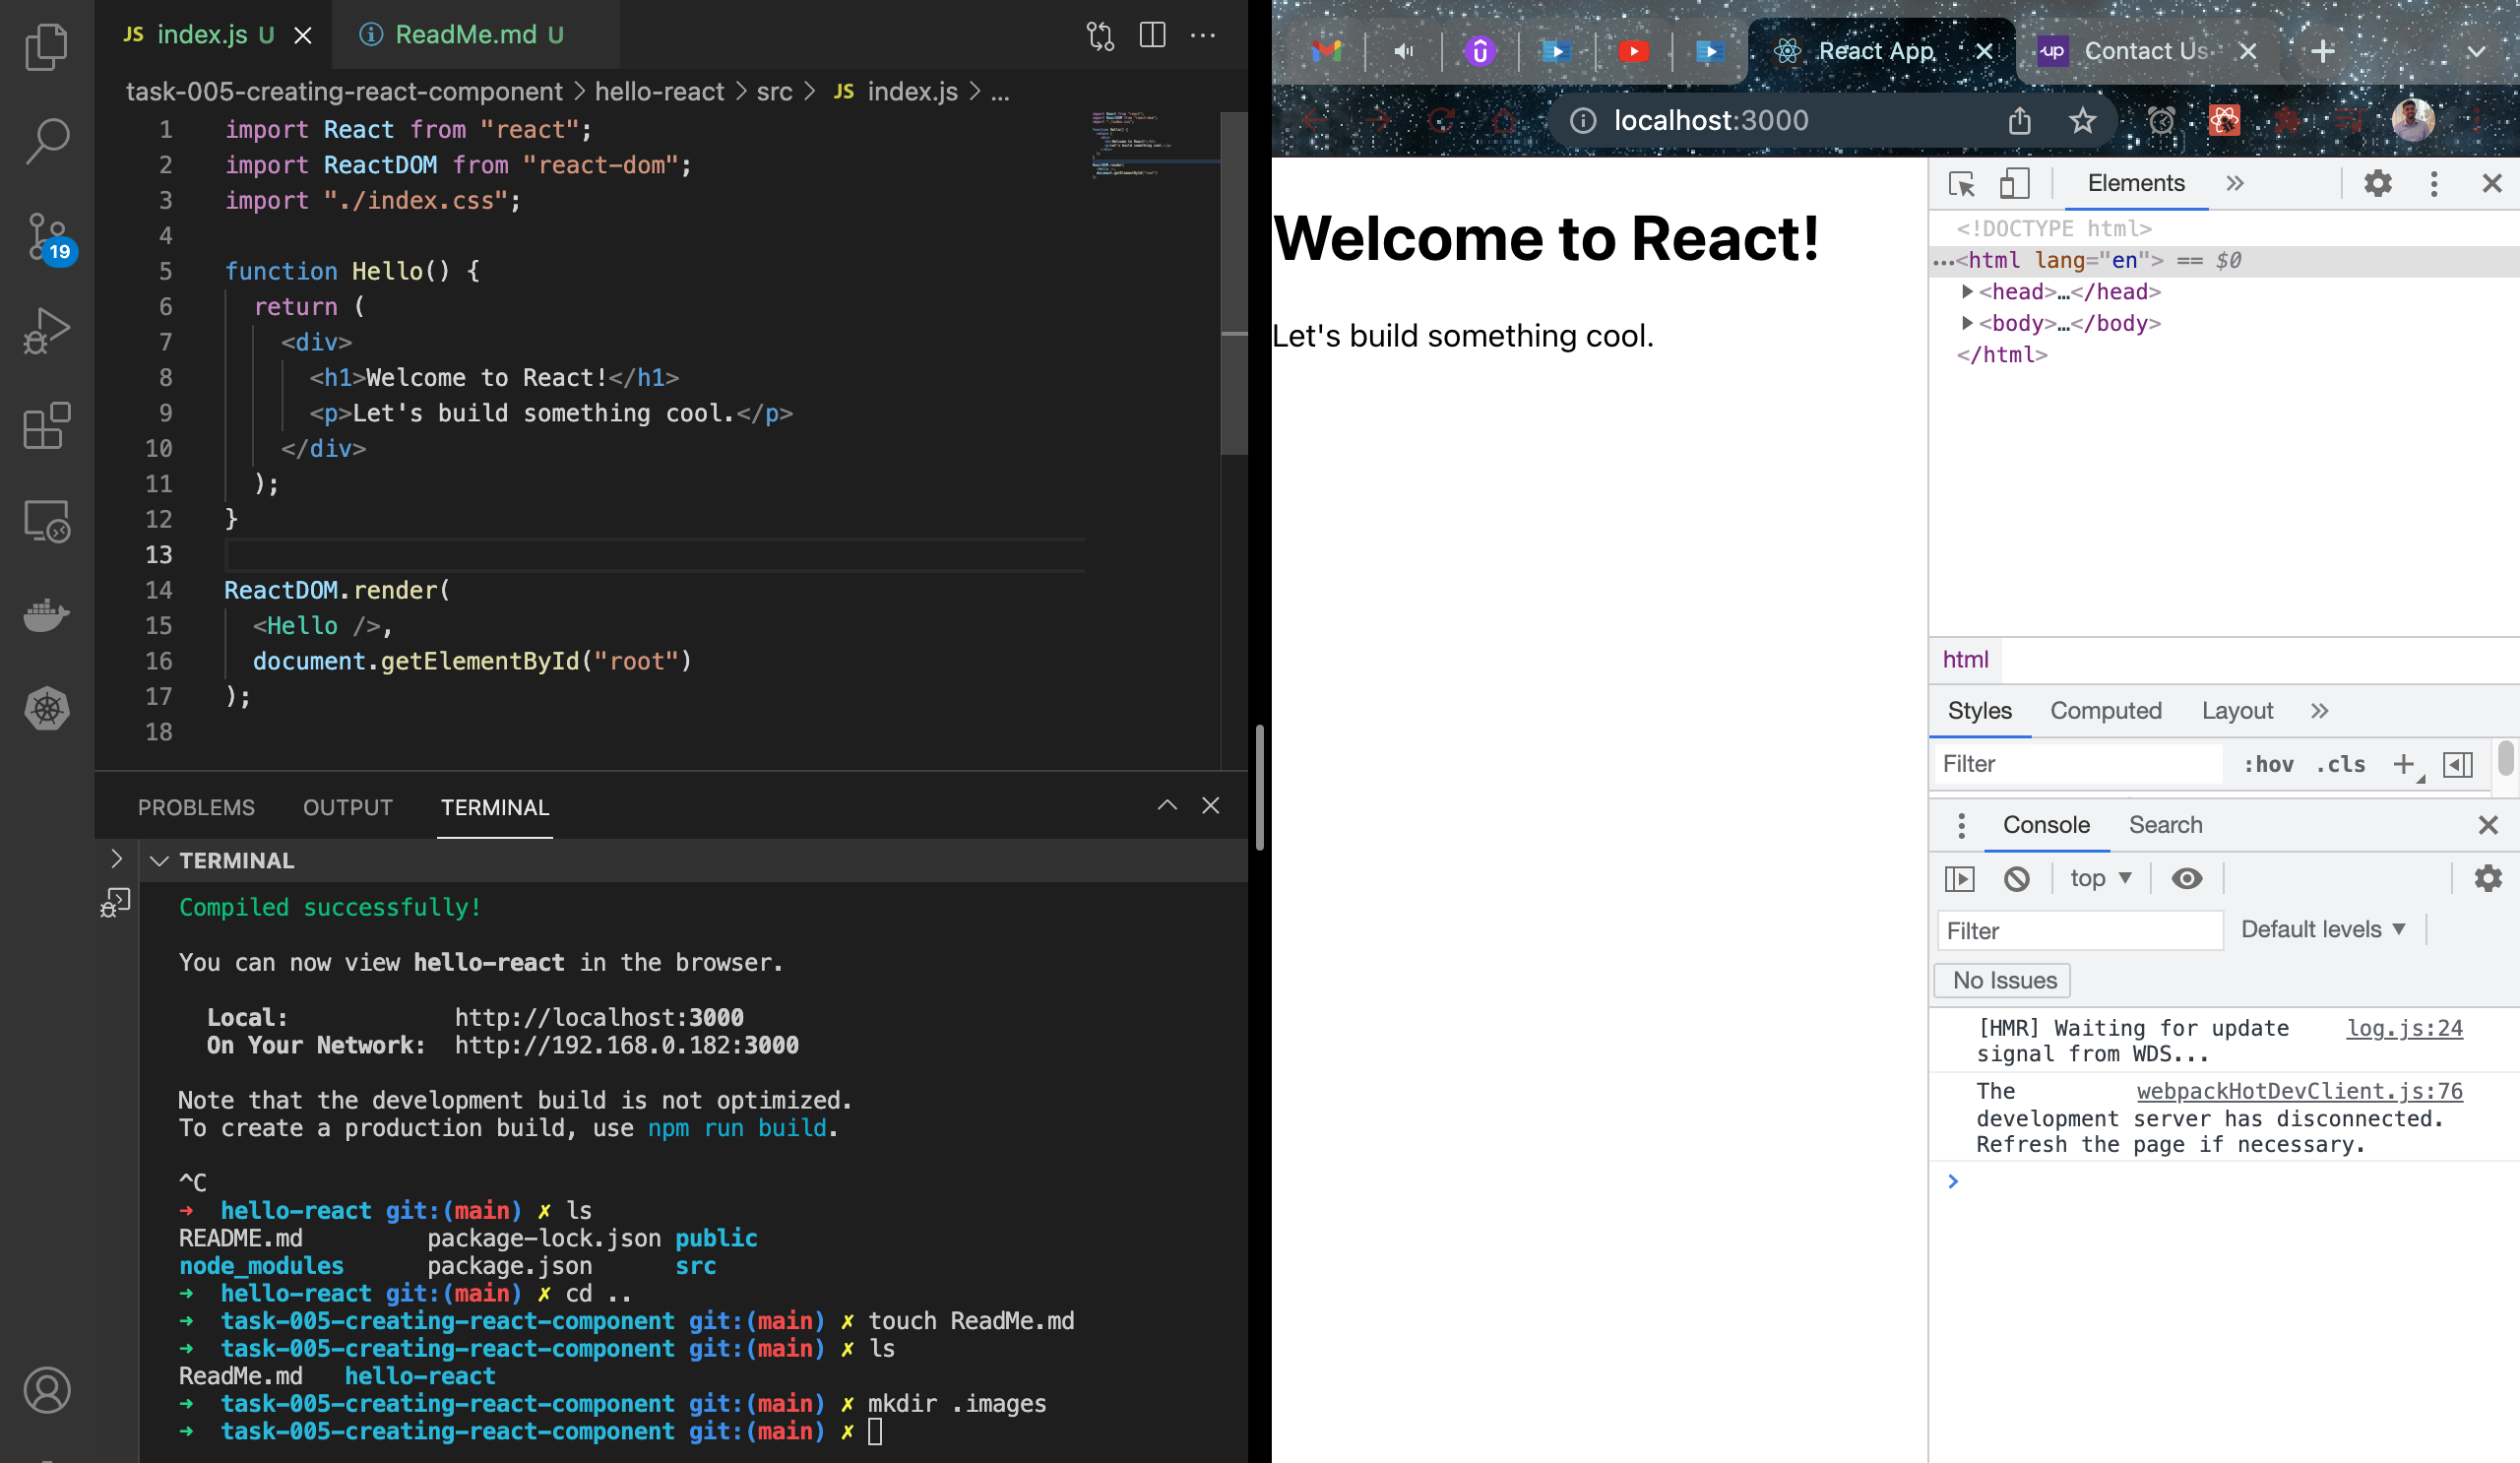 JS index.js U
ReadMe.md U
task-005-creating-react-component > hello-react > src > JS index.js > ...
19
1 import React from "react";
2 import ReactDOM from "react-dom";
3 import "./index.css";
4
5 function Hello() {
6 return (
7 <div>
8 <h1>Welcome to React!</h1>
9 <p>Let's build something cool.</p>
10 </div>
11 );
12 }
13
14 ReactDOM.render(
15 <Hello />,
16 document.getElementById("root")
17 );
18
PROBLEMS OUTPUT TERMINAL
TERMINAL
Compiled successfully!
You can now view hello-react in the browser.
Local: http://localhost:3000
On Your Network: http://192.168.0.182:3000
Note that the development build is not optimized.
To create a production build, use npm run build.
^C
➜ hello-react git:(main) ✗ ls
README.md package-lock.json public
node_modules package.json src
➜ hello-react git:(main) ✗ cd ..
➜ task-005-creating-react-component git:(main) ✗ touch ReadMe.md
➜ task-005-creating-react-component git:(main) ✗ ls
ReadMe.md hello-react
➜ task-005-creating-react-component git:(main) ✗ mkdir .images
➜ task-005-creating-react-component git:(main) ✗
React App
up Contact Us
localhost:3000
Welcome to React!
Let's build something cool.
Elements
<!DOCTYPE html>
...<html lang="en"> == $0
<head>…</head>
<body>…</body>
</html>
html
Styles Computed Layout
Filter :hov .cls
Console Search
top
Filter Default levels
No Issues
[HMR] Waiting for update log.js:24
signal from WDS...
The webpackHotDevClient.js:76
development server has disconnected.
Refresh the page if necessary.